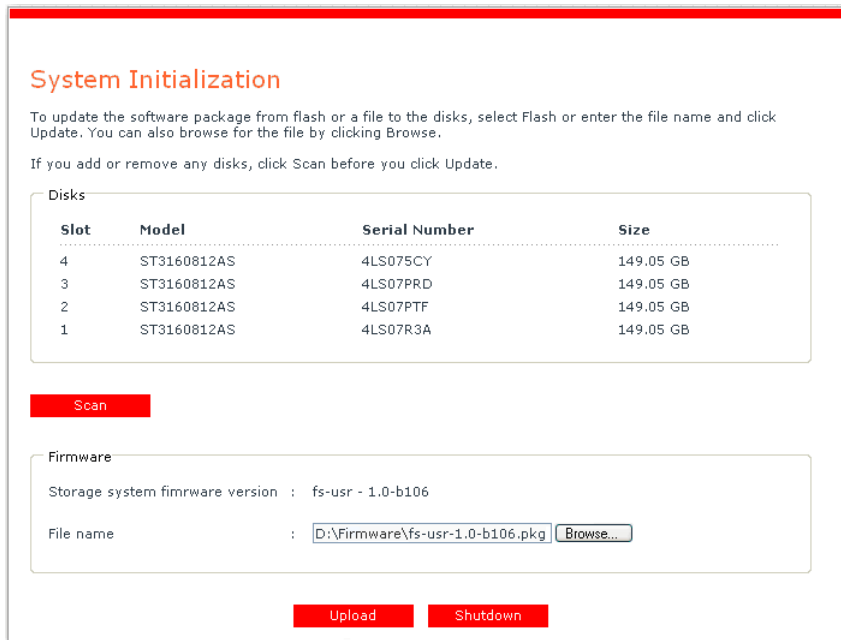 System Initialization
To update the software package from flash or a file to the disks, select Flash or enter the file name and click
Update. You can also browse for the file by clicking Browse.
If you add or remove any disks, click Scan before you click Update.
Disks
Slot Model Serial Number Size
4 ST3160812AS 4LS075CY 149.05 GB
3 ST3160812AS 4LS07PRD 149.05 GB
2 ST3160812AS 4LS07PTF 149.05 GB
1 ST3160812AS 4LS07R3A 149.05 GB
Scan
Firmware
Storage system fimrware version : fs-usr - 1.0-b106
File name : D:\Firmware\fs-usr-1.0-b106.pkg Browse...
Upload Shutdown